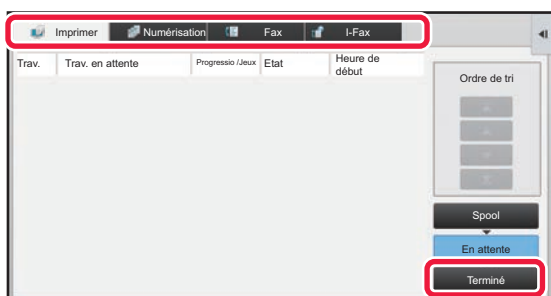 Imprimer Numérisation Fax I-Fax
Trav. Trav. en attente Progressio /Jeux Etat Heure de début
Ordre de tri
Spool
En attente
Terminé